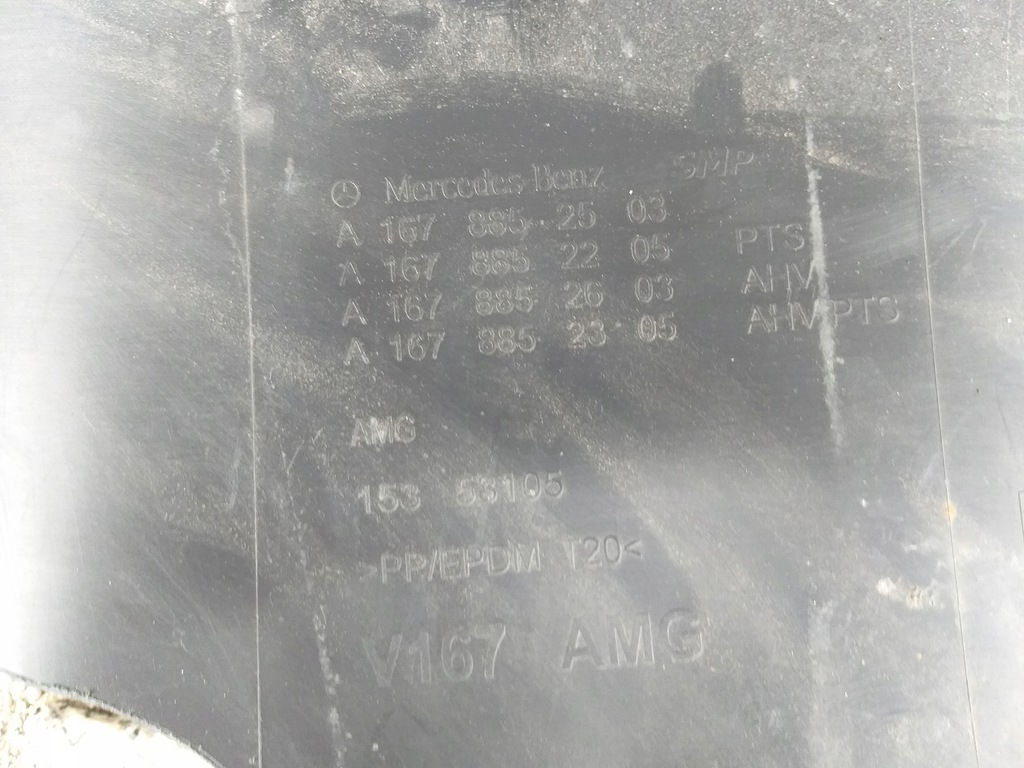 Mercedes Benz SMP
A 167 885 25 03
A 167 885 22 05 PTS
A 167 885 26 03 AHV
A 167 885 23 05 AHV PTS
AMG
153 53105
>PP/EPDM T20<
V167 AMG